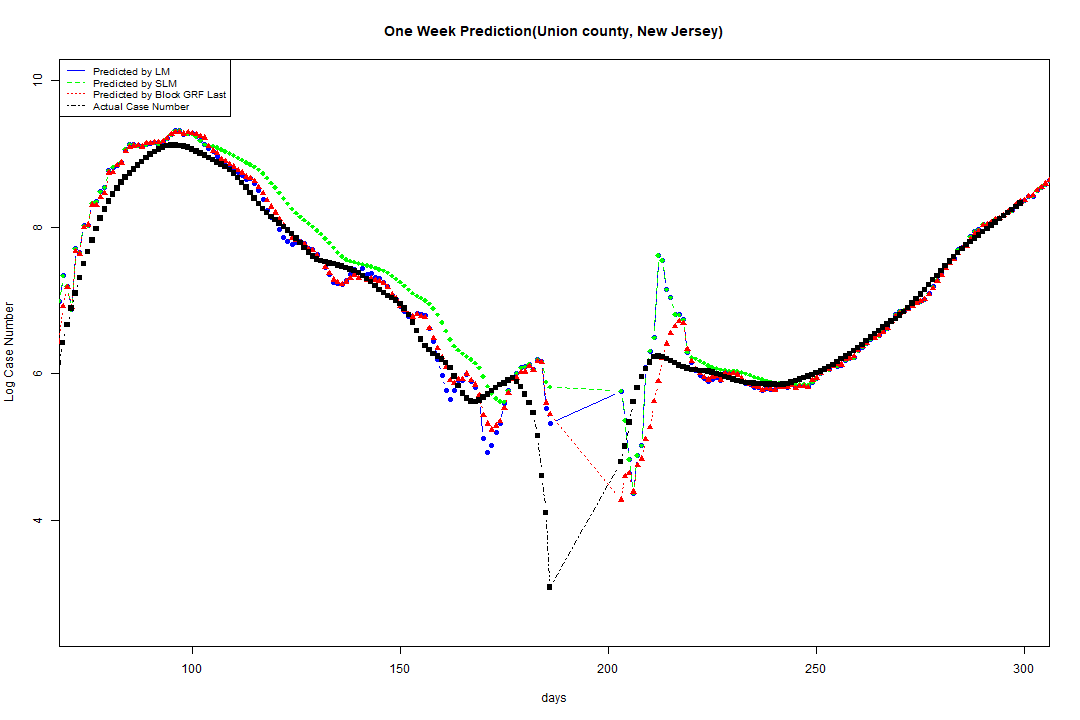 One Week Prediction(Union county, New Jersey)
Predicted by LM
Predicted by SLM
Predicted by Block GRF Last
Actual Case Number
Log Case Number
10
8
6
4
100
150
200
250
300
days